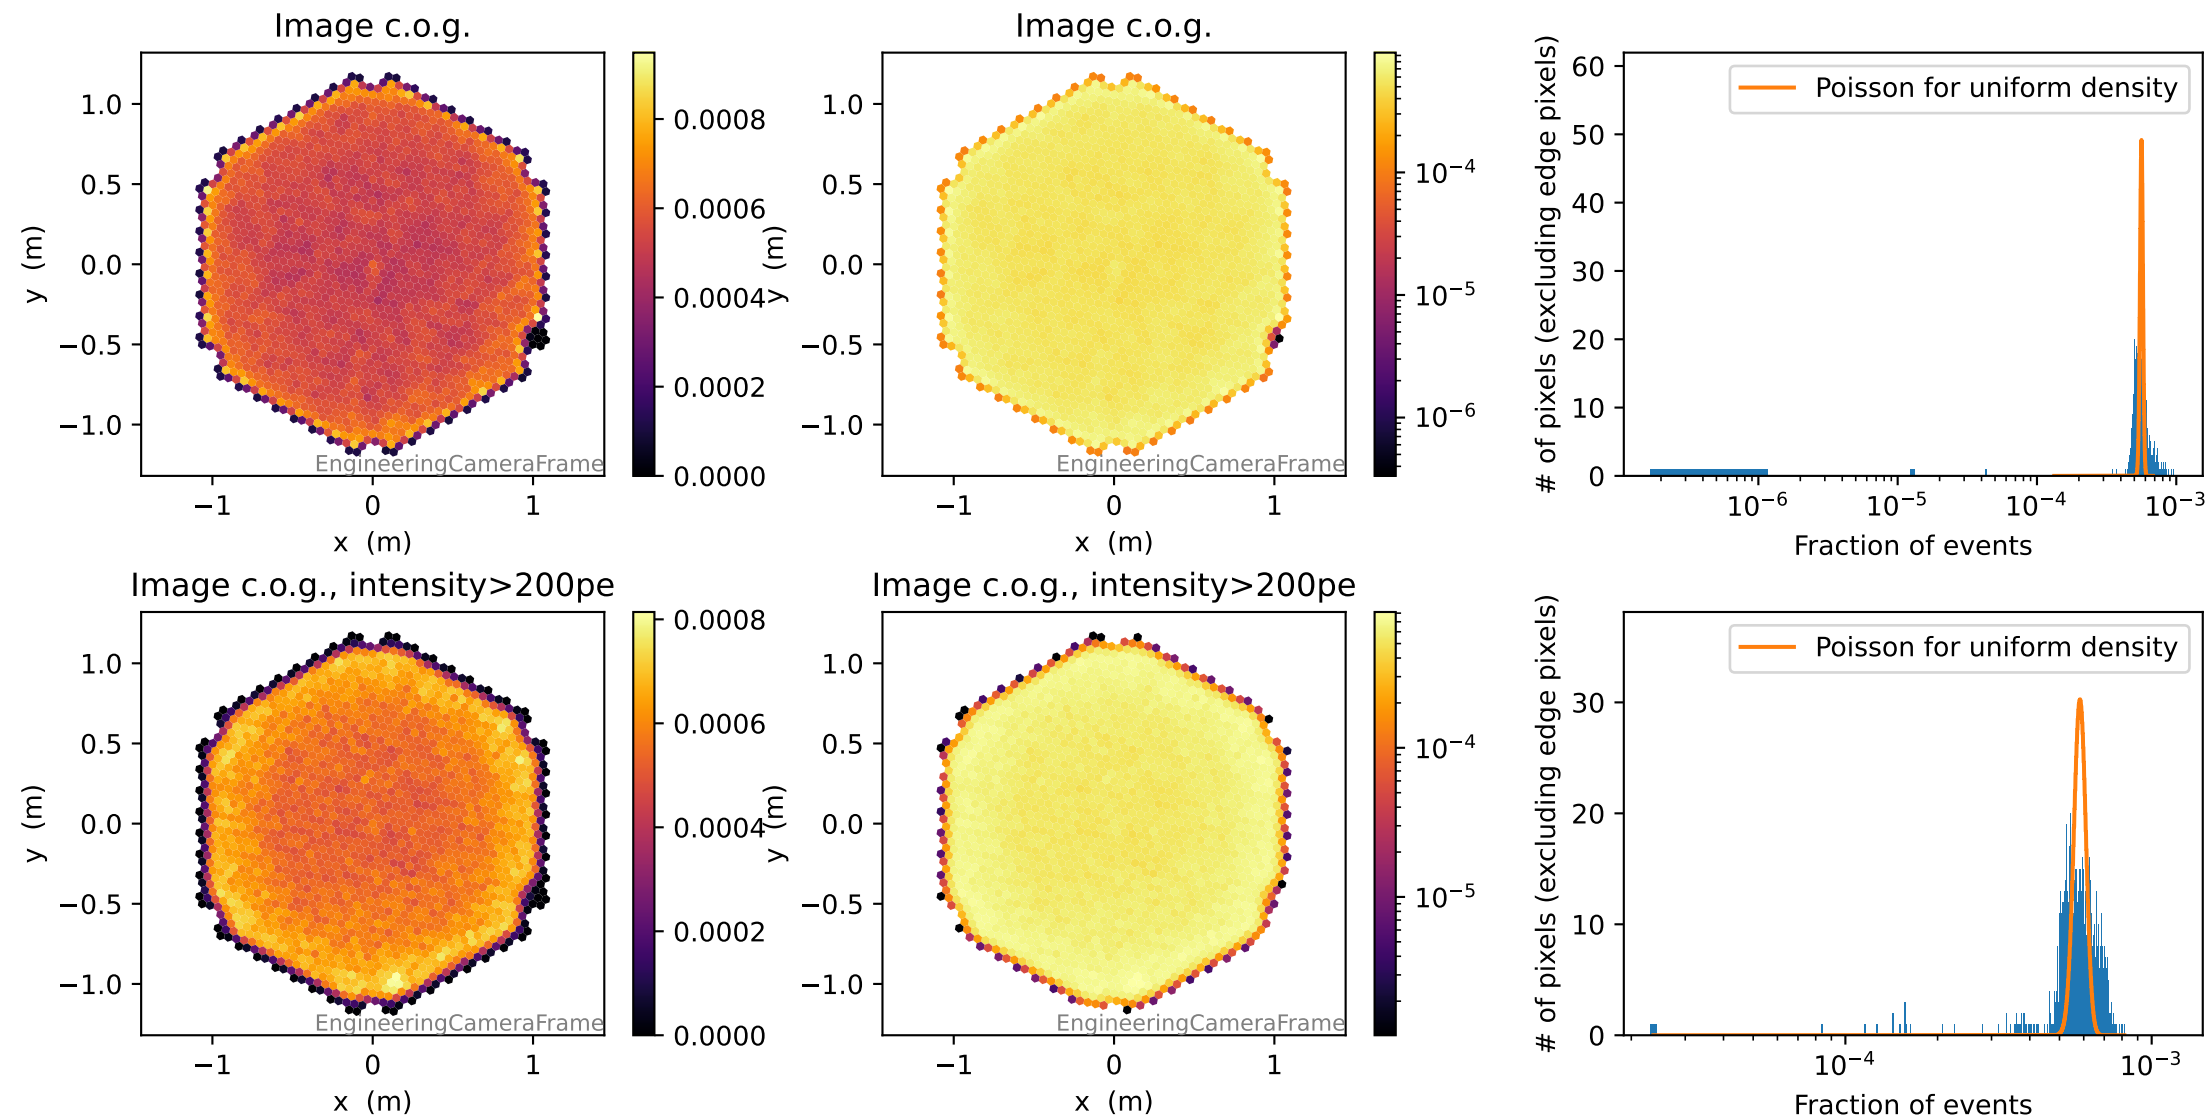 Image c.o.g.
y (m)
1.0
0.5
0.0
−0.5
−1.0
−1
0
1
x (m)
EngineeringCameraFrame
0.0008
0.0006
0.0004
0.0002
0.0000
Image c.o.g.
y (m)
1.0
0.5
0.0
−0.5
−1.0
−1
0
1
x (m)
EngineeringCameraFrame
10⁻⁴
10⁻⁵
10⁻⁶
# of pixels (excluding edge pixels)
60
50
40
30
20
10
0
Poisson for uniform density
10⁻⁶
10⁻⁵
10⁻⁴
10⁻³
Fraction of events
Image c.o.g., intensity>200pe
y (m)
1.0
0.5
0.0
−0.5
−1.0
−1
0
1
x (m)
EngineeringCameraFrame
0.0008
0.0006
0.0004
0.0002
0.0000
Image c.o.g., intensity>200pe
y (m)
1.0
0.5
0.0
−0.5
−1.0
−1
0
1
x (m)
EngineeringCameraFrame
10⁻⁴
10⁻⁵
# of pixels (excluding edge pixels)
30
20
10
0
Poisson for uniform density
10⁻⁴
10⁻³
Fraction of events